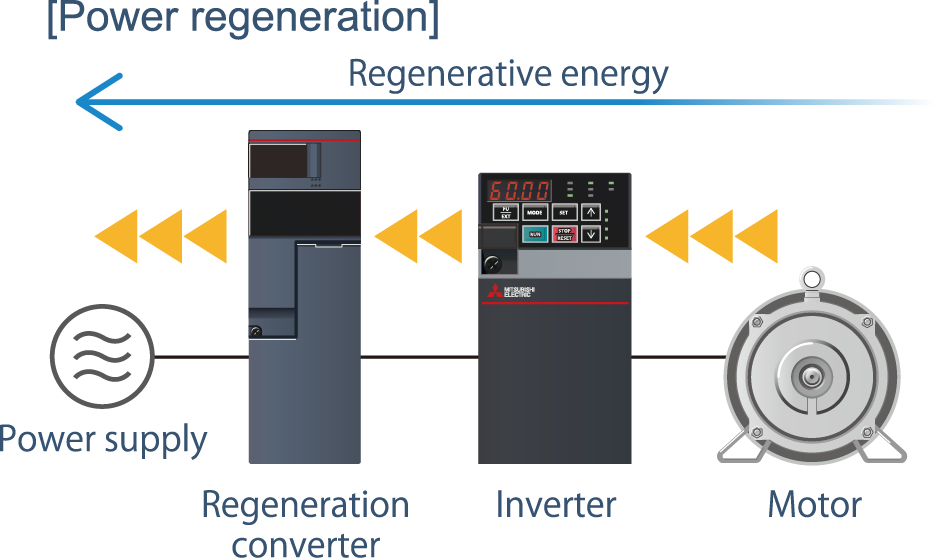 [Power regeneration]
Regenerative energy
60.00
PU
EXT
MODE
SET
RUN
STOP
RESET
MITSUBISHI
ELECTRIC
Power supply
Regeneration
converter
Inverter
Motor